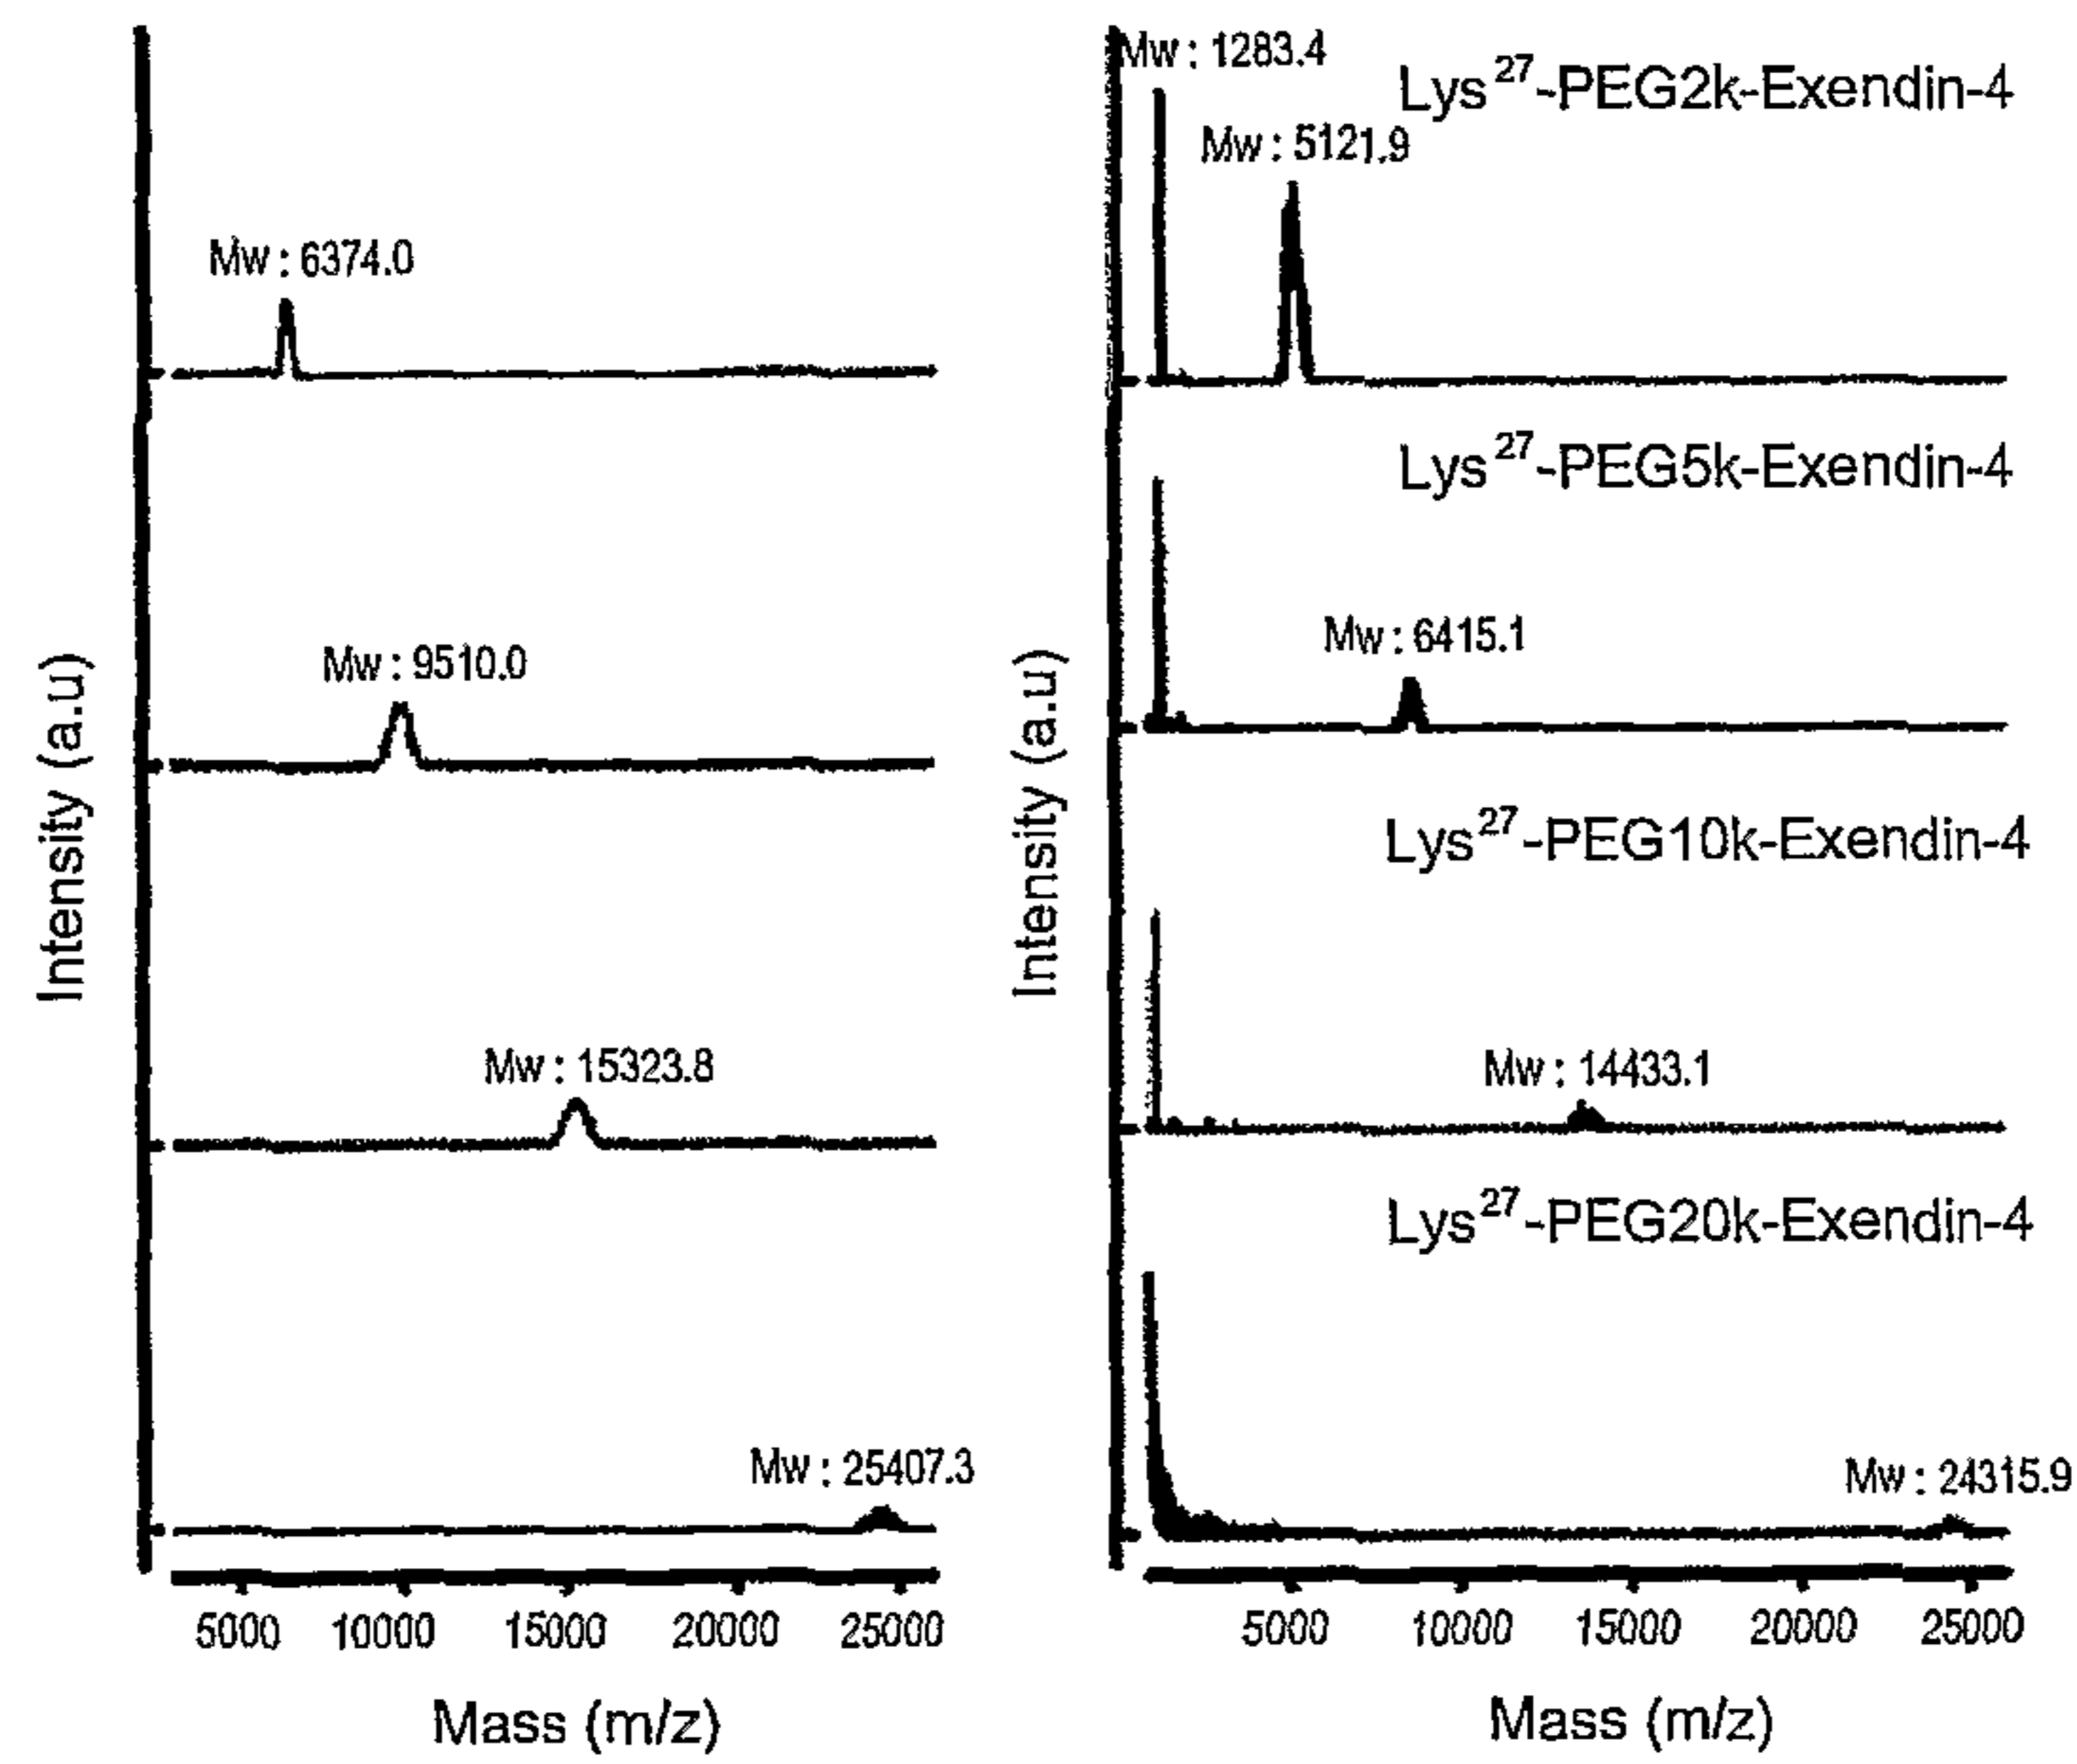 Mw : 6374.0
Mw : 9510.0
Mw : 15323.8
Mw : 25407.3
Intensity (a.u)
5000 10000 15000 20000 25000
Mass (m/z)
Mw : 1283.4
Lys²⁷-PEG2k-Exendin-4
Mw : 5121.9
Lys²⁷-PEG5k-Exendin-4
Mw : 6415.1
Lys²⁷-PEG10k-Exendin-4
Mw : 14433.1
Lys²⁷-PEG20k-Exendin-4
Mw : 24315.9
Intensity (a.u)
5000 10000 15000 20000 25000
Mass (m/z)